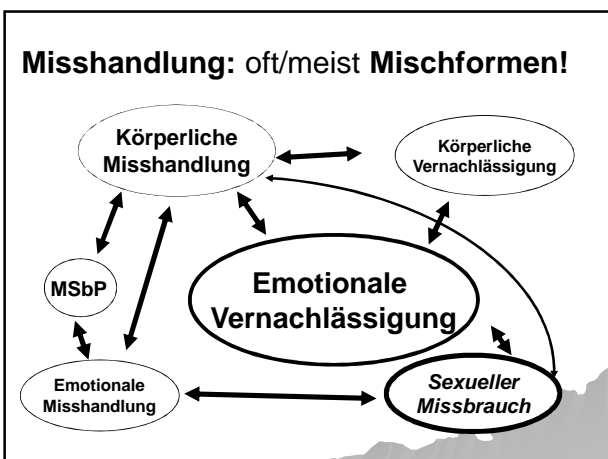 Misshandlung: oft/meist Mischformen!
Körperliche
Misshandlung
Körperliche
Vernachlässigung
MSbP
Emotionale
Vernachlässigung
Emotionale
Misshandlung
Sexueller
Missbrauch